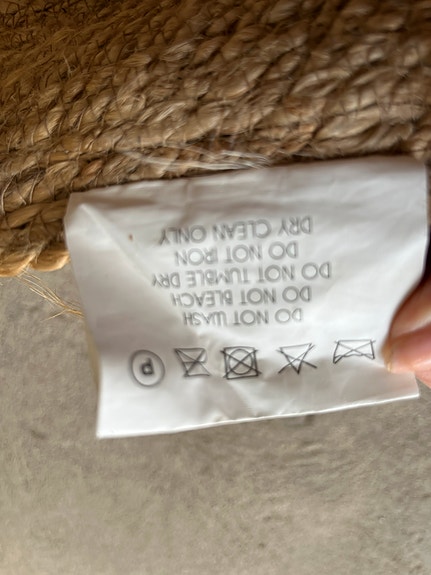 P
DO NOT WASH
DO NOT BLEACH
DO NOT TUMBLE DRY
DO NOT IRON
DRY CLEAN ONLY